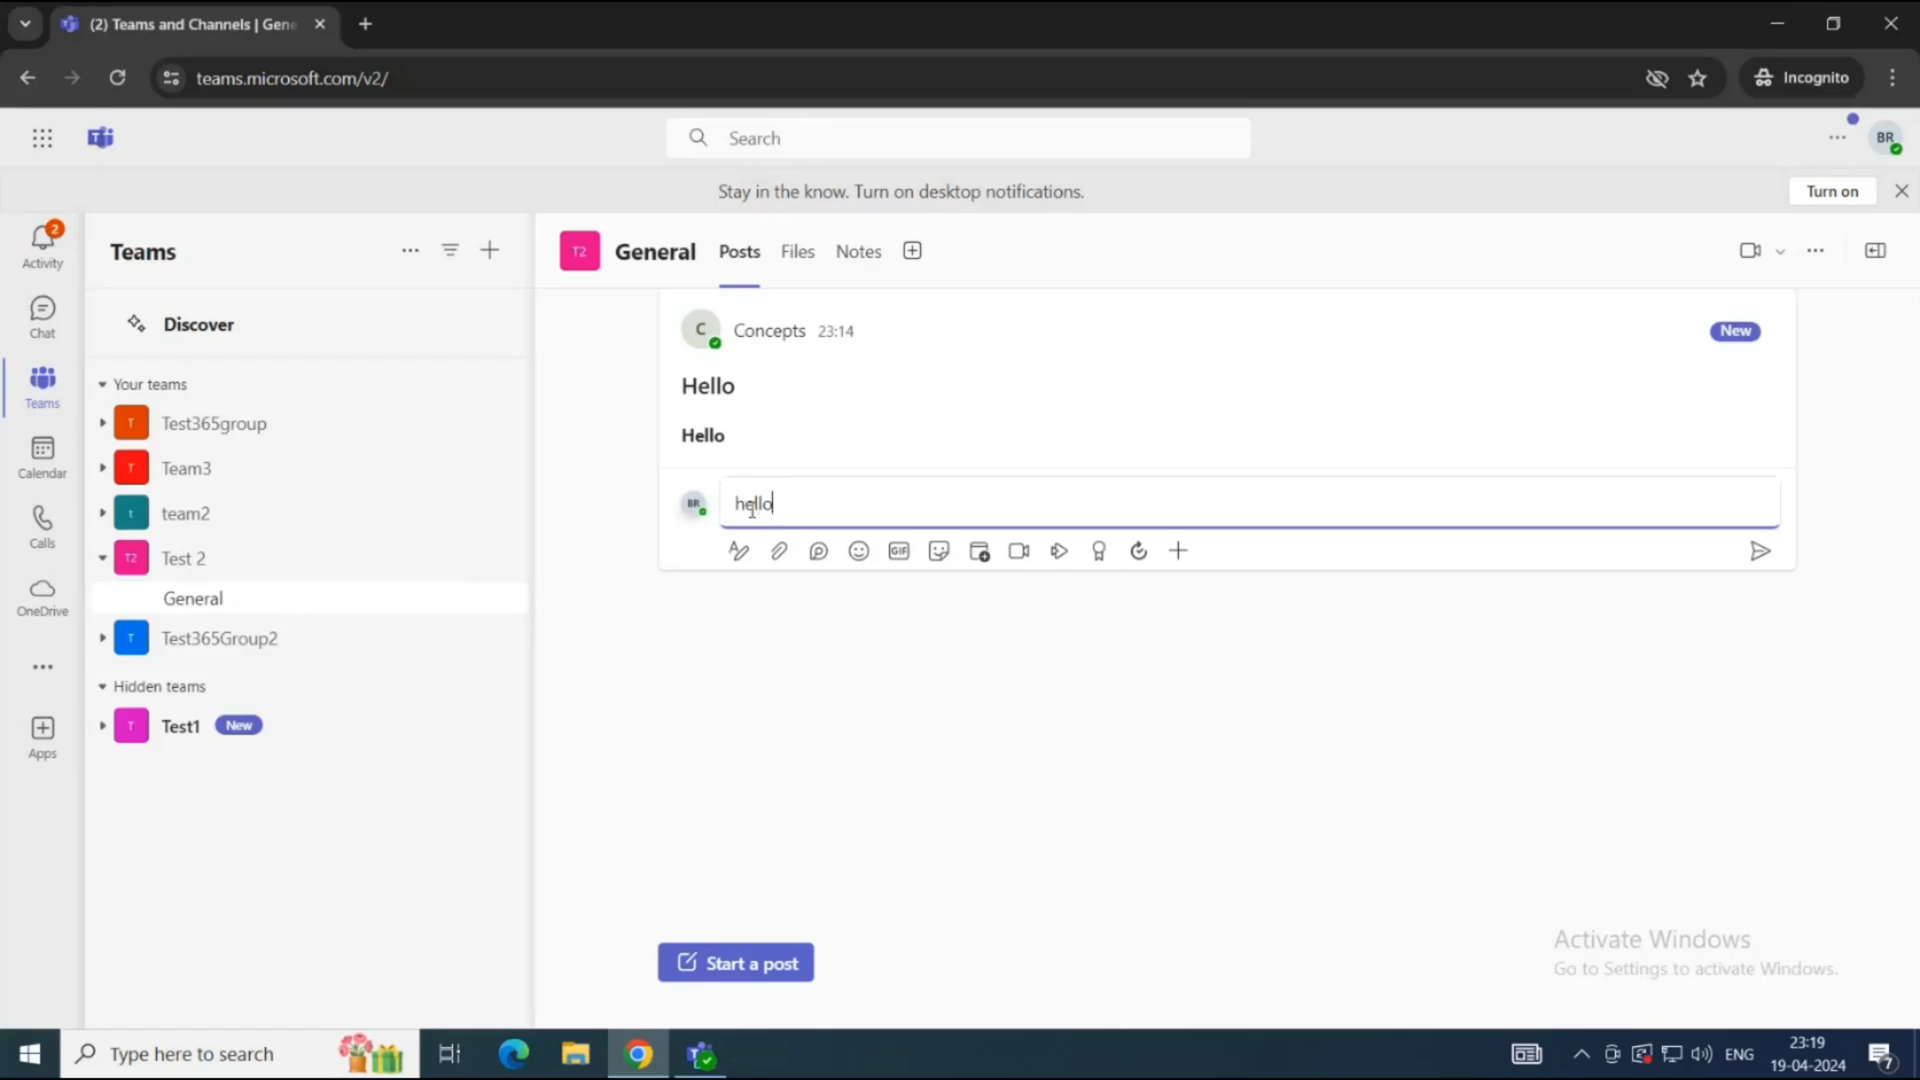 (2) Teams and Channels | Gene
teams.microsoft.com/v2/
Incognito
Search
BR
Stay in the know. Turn on desktop notifications.
Turn on
2
Activity
Chat
Teams
Calendar
Calls
OneDrive
Apps
Teams
Discover
Your teams
T Test365group
T Team3
t team2
T2 Test 2
General
T Test365Group2
Hidden teams
T Test1 New
T2 General Posts Files Notes
C Concepts 23:14 New
Hello
Hello
BR hello
GIF
Start a post
Activate Windows
Go to Settings to activate Windows.
Type here to search
ENG
23:19
19-04-2024
7